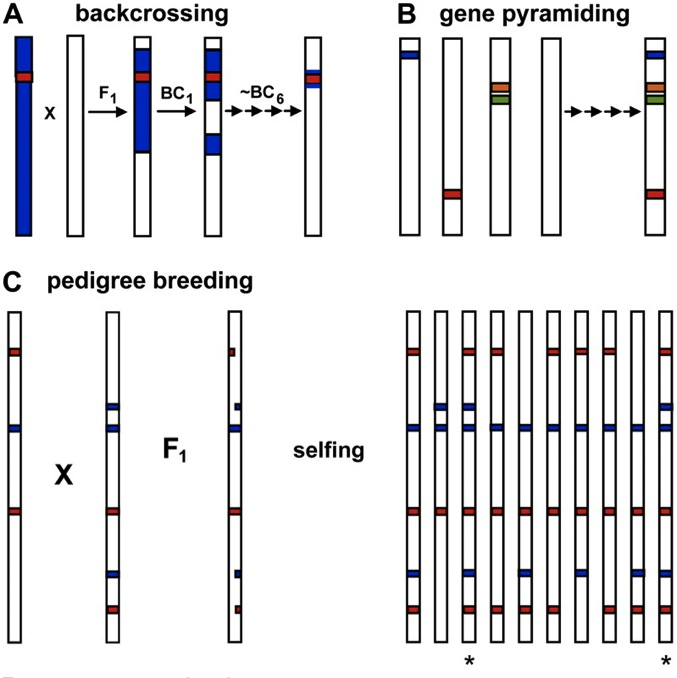 A backcrossing
B gene pyramiding
X F1 BC1 ~BC6
C pedigree breeding
X F1 selfing
* *